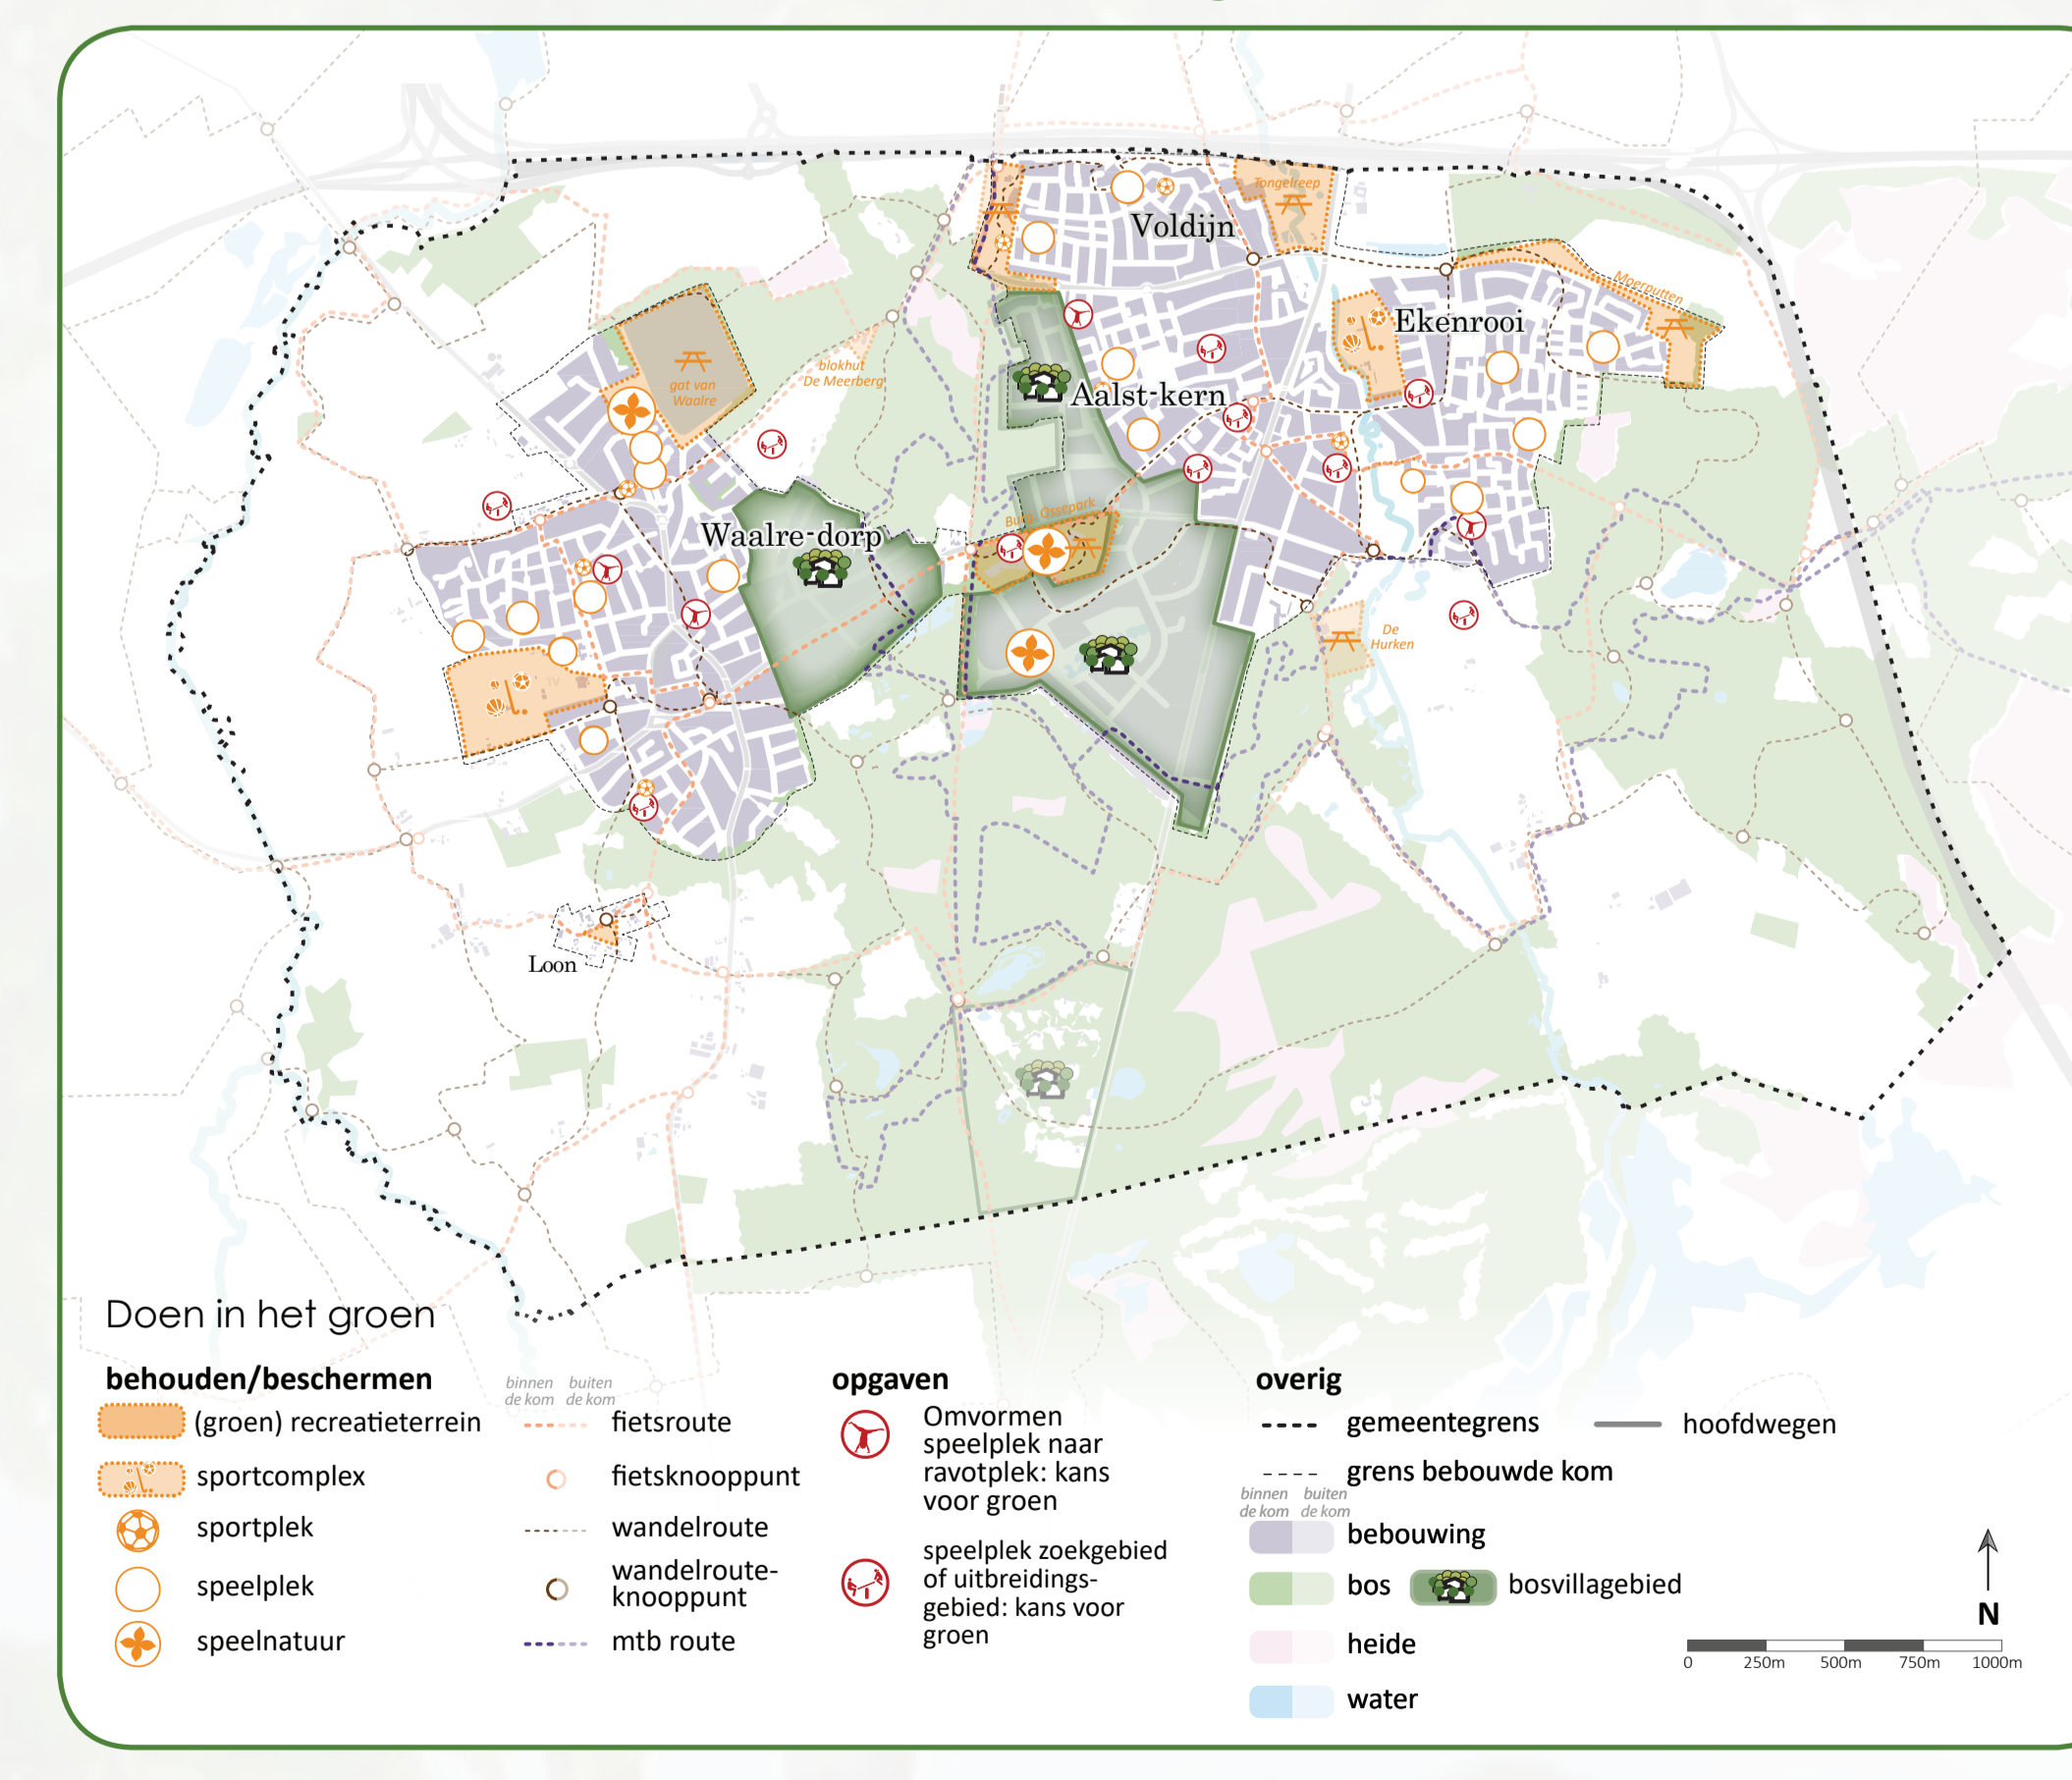 Tongelreep
Voldijn
Moerputten
Ekenrooi
blokhut
De Meerberg
gat van
Waalre
Aalst-kern
Burg. Ossepark
Waalre-dorp
De
Hurken
TV
Loon
Doen in het groen
behouden/beschermen
(groen) recreatieterrein
sportcomplex
sportplek
speelplek
speelnatuur
binnen de kom
buiten de kom
fietsroute
fietsknooppunt
wandelroute
wandelroute-
knooppunt
mtb route
opgaven
Omvormen
speelplek naar
ravotplek: kans
voor groen
speelplek zoekgebied
of uitbreidings-
gebied: kans voor
groen
overig
gemeentegrens
hoofdwegen
grens bebouwde kom
binnen de kom
buiten de kom
bebouwing
bos
bosvillagebied
heide
water
N
0 250m 500m 750m 1000m